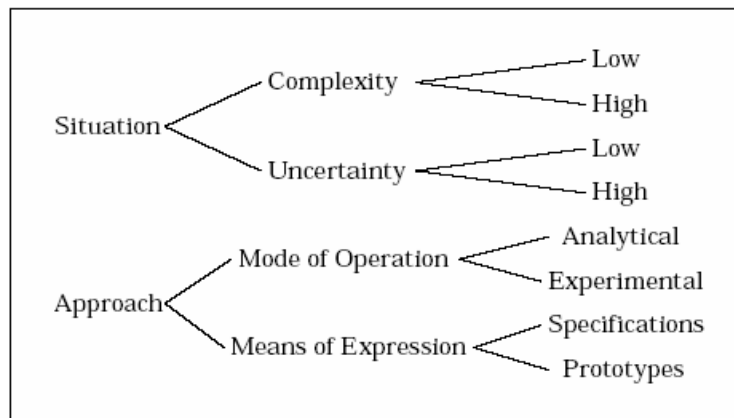 Low
Complexity
High
Situation
Low
Uncertainty
High
Analytical
Mode of Operation
Experimental
Approach
Specifications
Means of Expression
Prototypes